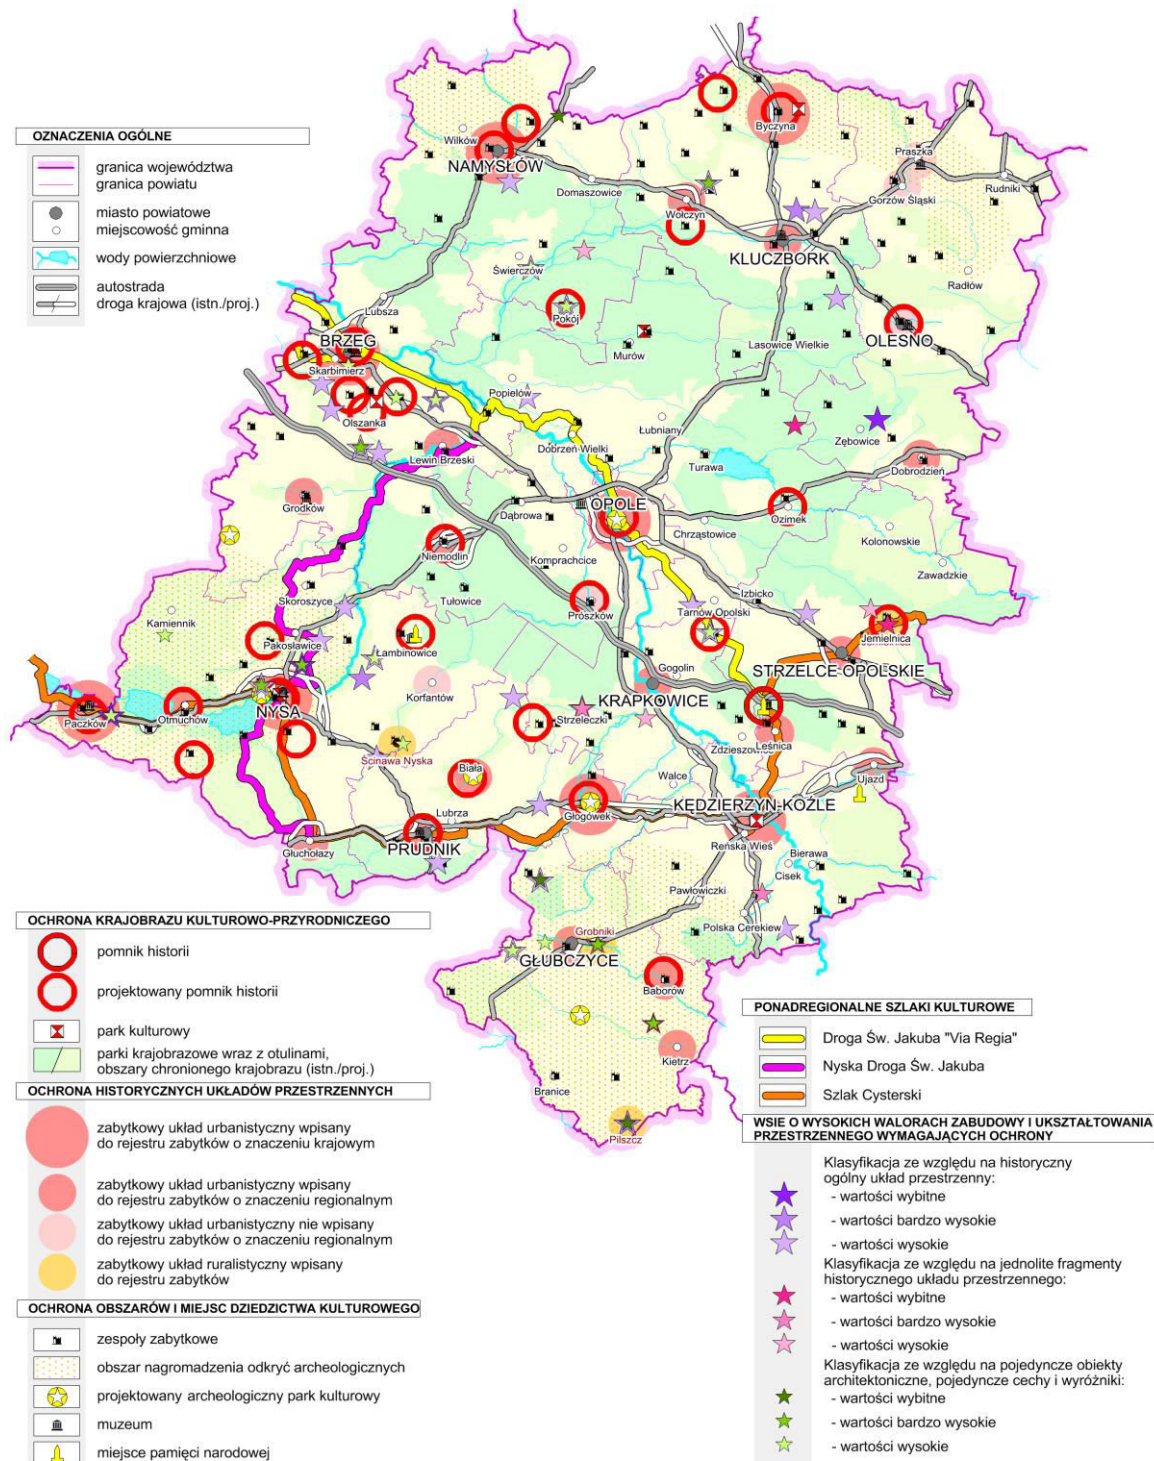 OZNACZENIA OGÓLNE
granica województwa
granica powiatu
miasto powiatowe
miejscowość gminna
wody powierzchniowe
autostrada
droga krajowa (istn./proj.)
Wilków
NAMYSŁÓW
Domaszowice
Byczyna
Praszka
Rudniki
Gorzów Śląski
Wołczyn
KLUCZBORK
Radłów
Świerczów
Lubsza
Pokój
Murów
Lasowice Wielkie
OLESNO
BRZEG
Skarbimierz
Olszanka
Popielów
Lewin Brzeski
Dobrzeń Wielki
Łubniany
Turawa
Zębowice
Dobrodzień
Grodków
Dąbrowa
OPOLE
Ozimek
Chrząstowice
Kolonowskie
Zawadzkie
Niemodlin
Komprachcice
Tułowice
Skoroszyce
Prószków
Izbicko
Tarnów Opolski
Jemielnica
Kamiennik
Pakosławice
Łambinowice
Korfantów
Gogolin
STRZELCE OPOLSKIE
KRAPKOWICE
Paczków
Otmuchów
NYSA
Strzeleczki
Zdzieszowice
Leśnica
Ujazd
Ścinawa Nyska
Biała
Walce
KĘDZIERZYN-KOŹLE
Głogówek
Lubrza
PRUDNIK
Głuchołazy
Reńska Wieś
Bierawa
Cisek
Pawłowiczki
Polska Cerekiew
Grobniki
GŁUBCZYCE
Baborów
Kietrz
Branice
Pilszcz
OCHRONA KRAJOBRAZU KULTUROWO-PRZYRODNICZEGO
pomnik historii
projektowany pomnik historii
park kulturowy
parki krajobrazowe wraz z otulinami,
obszary chronionego krajobrazu (istn./proj.)
OCHRONA HISTORYCZNYCH UKŁADÓW PRZESTRZENNYCH
zabytkowy układ urbanistyczny wpisany
do rejestru zabytków o znaczeniu krajowym
zabytkowy układ urbanistyczny wpisany
do rejestru zabytków o znaczeniu regionalnym
zabytkowy układ urbanistyczny nie wpisany
do rejestru zabytków o znaczeniu regionalnym
zabytkowy układ ruralistyczny wpisany
do rejestru zabytków
OCHRONA OBSZARÓW I MIEJSC DZIEDZICTWA KULTUROWEGO
zespoły zabytkowe
obszar nagromadzenia odkryć archeologicznych
projektowany archeologiczny park kulturowy
muzeum
miejsce pamięci narodowej
PONADREGIONALNE SZLAKI KULTUROWE
Droga Św. Jakuba "Via Regia"
Nyska Droga Św. Jakuba
Szlak Cysterski
WSIE O WYSOKICH WALORACH ZABUDOWY I UKSZTAŁTOWANIA
PRZESTRZENNEGO WYMAGAJĄCYCH OCHRONY
Klasyfikacja ze względu na historyczny
ogólny układ przestrzenny:
- wartości wybitne
- wartości bardzo wysokie
- wartości wysokie
Klasyfikacja ze względu na jednolite fragmenty
historycznego układu przestrzennego:
- wartości wybitne
- wartości bardzo wysokie
- wartości wysokie
Klasyfikacja ze względu na pojedyncze obiekty
architektoniczne, pojedyncze cechy i wyróżniki:
- wartości wybitne
- wartości bardzo wysokie
- wartości wysokie